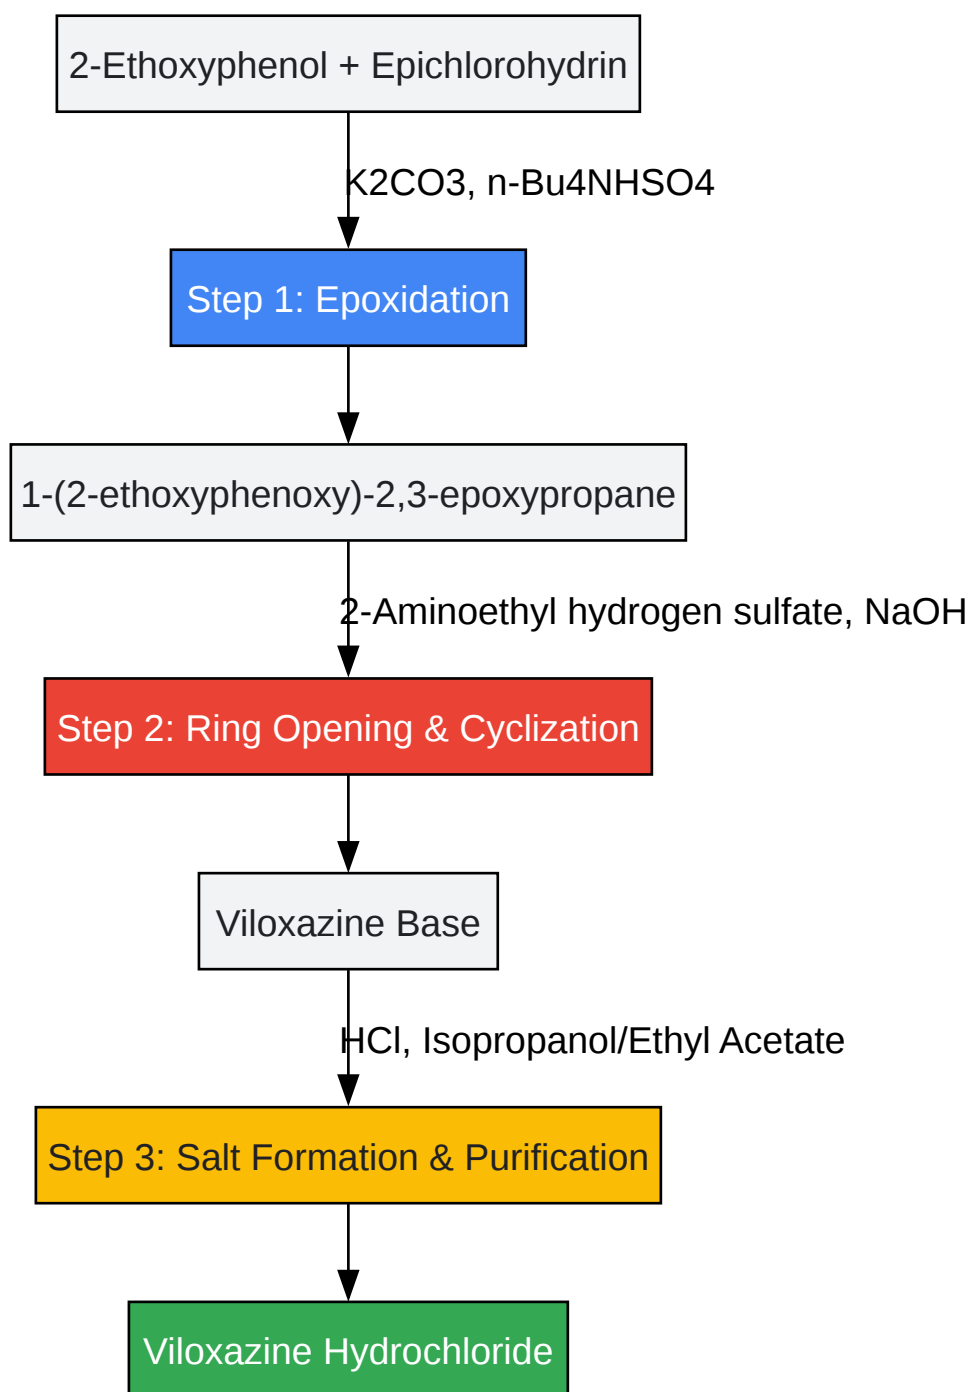 2-Ethoxyphenol + Epichlorohydrin
K2CO3, n-Bu4NHSO4
Step 1: Epoxidation
1-(2-ethoxyphenoxy)-2,3-epoxypropane
2-Aminoethyl hydrogen sulfate, NaOH
Step 2: Ring Opening & Cyclization
Viloxazine Base
HCl, Isopropanol/Ethyl Acetate
Step 3: Salt Formation & Purification
Viloxazine Hydrochloride